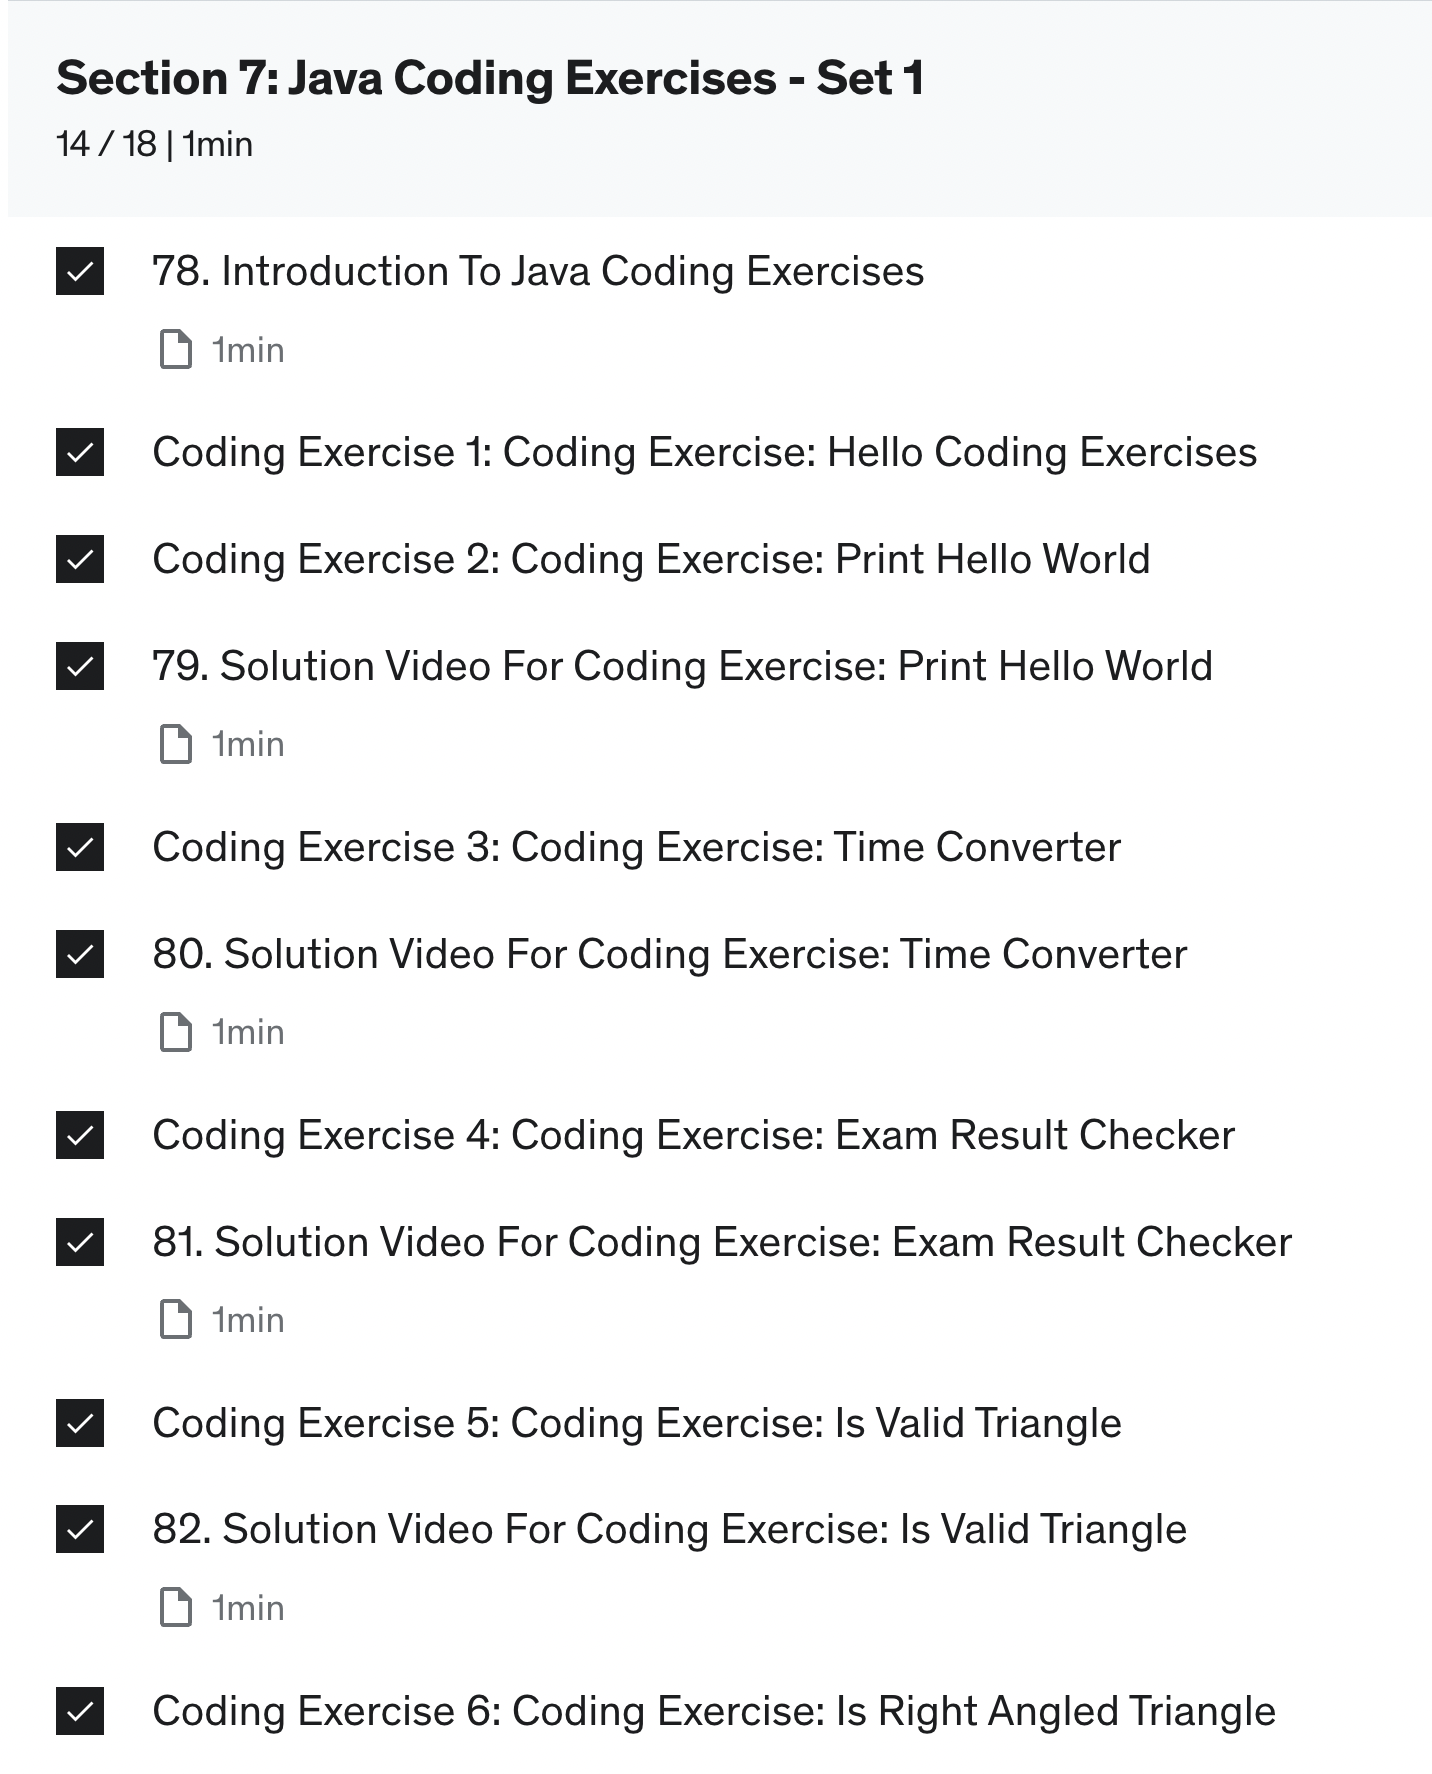 Section 7: Java Coding Exercises - Set 1
14 / 18 | 1min
78. Introduction To Java Coding Exercises
1min
Coding Exercise 1: Coding Exercise: Hello Coding Exercises
Coding Exercise 2: Coding Exercise: Print Hello World
79. Solution Video For Coding Exercise: Print Hello World
1min
Coding Exercise 3: Coding Exercise: Time Converter
80. Solution Video For Coding Exercise: Time Converter
1min
Coding Exercise 4: Coding Exercise: Exam Result Checker
81. Solution Video For Coding Exercise: Exam Result Checker
1min
Coding Exercise 5: Coding Exercise: Is Valid Triangle
82. Solution Video For Coding Exercise: Is Valid Triangle
1min
Coding Exercise 6: Coding Exercise: Is Right Angled Triangle